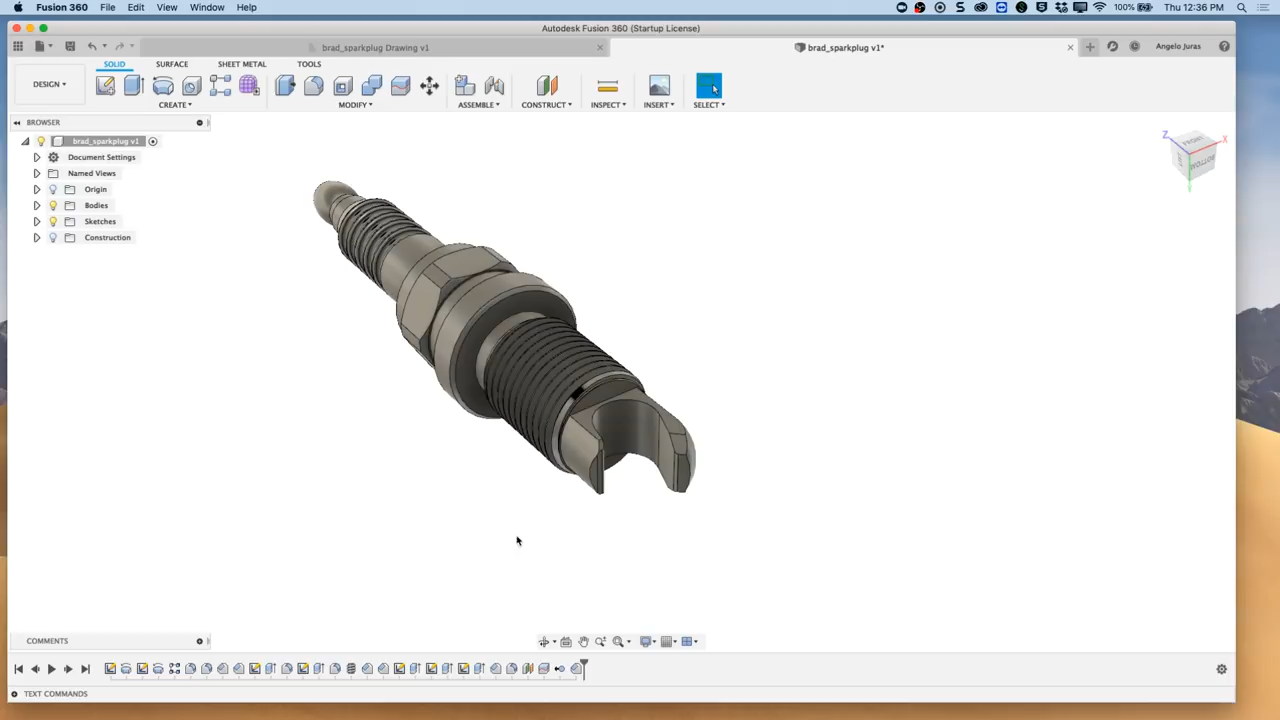 Fusion 360 File Edit View Window Help 100% Thu 12:36 PM
Autodesk Fusion 360 (Startup License)
brad_sparkplug Drawing v1 brad_sparkplug v1* Angelo Juras
SOLID SURFACE SHEET METAL TOOLS
DESIGN
CREATE MODIFY ASSEMBLE CONSTRUCT INSPECT INSERT SELECT
BROWSER
brad_sparkplug v1
Document Settings
Named Views
Origin
Bodies
Sketches
Construction
Z X
FRONT
BOTTOM
Y
COMMENTS
TEXT COMMANDS